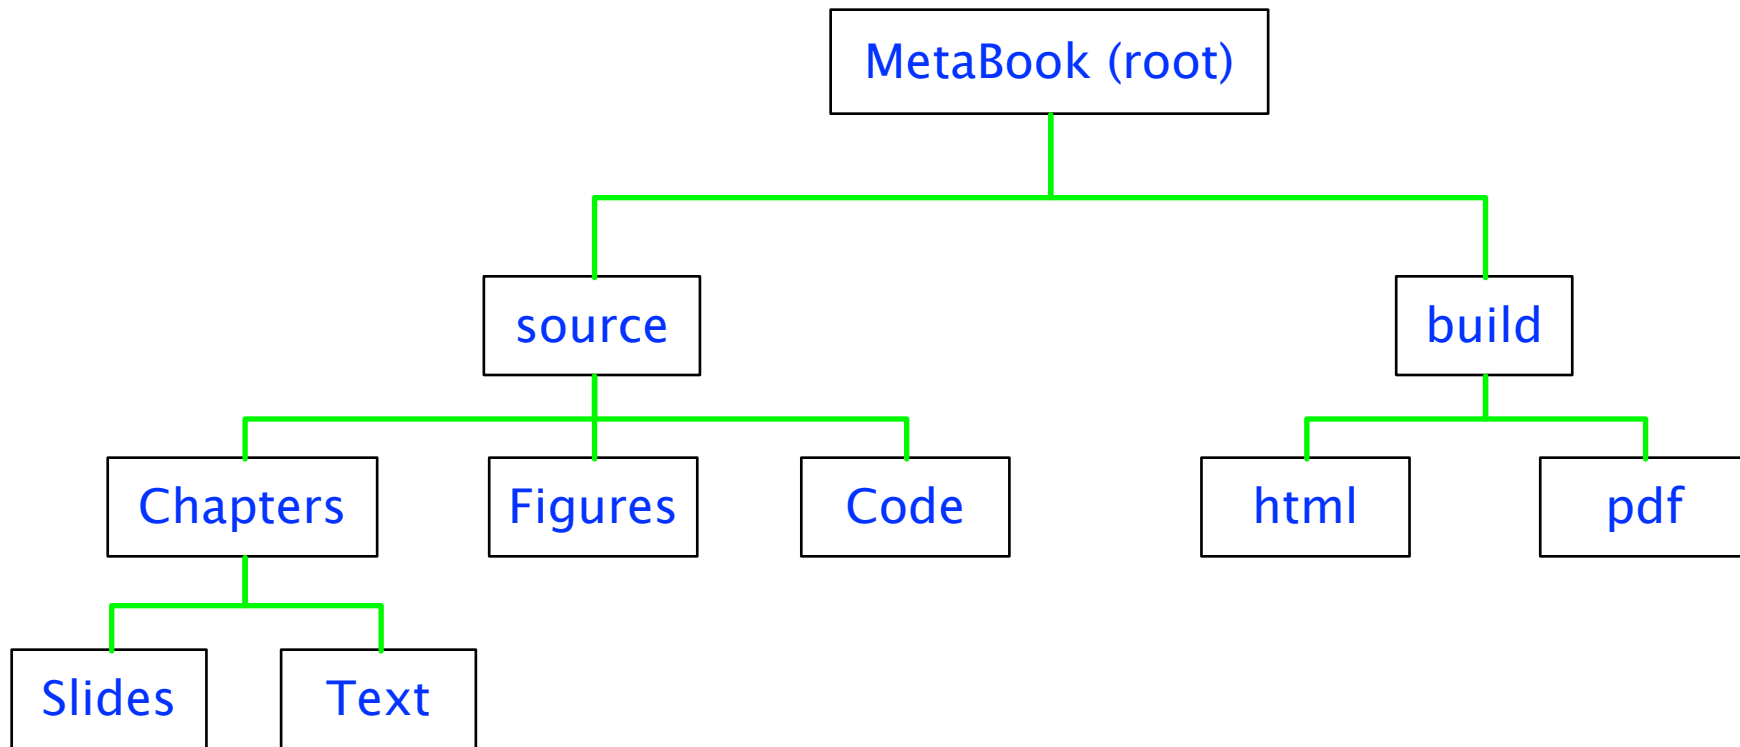 MetaBook (root)
source
build
Chapters
Figures
Code
html
pdf
Slides
Text